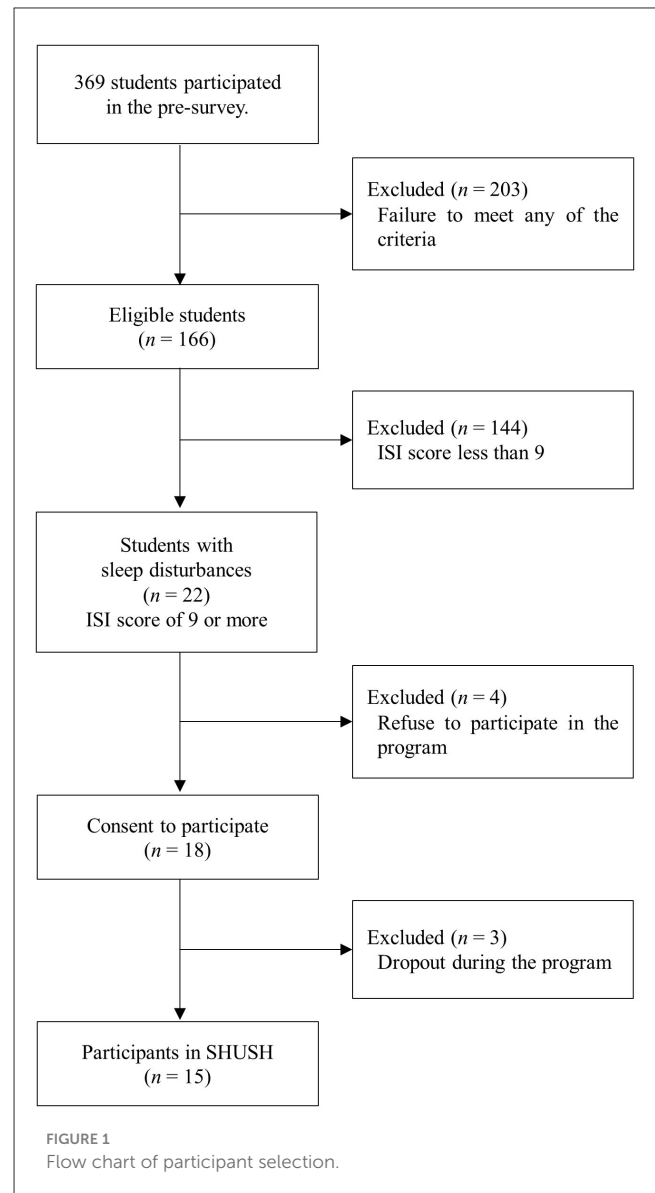 369 students participated
in the pre-survey.
Excluded (n = 203)
Failure to meet any of the
criteria
Eligible students
(n = 166)
Excluded (n = 144)
ISI score less than 9
Students with
sleep disturbances
(n = 22)
ISI score of 9 or more
Excluded (n = 4)
Refuse to participate in the
program
Consent to participate
(n = 18)
Excluded (n = 3)
Dropout during the program
Participants in SHUSH
(n = 15)
FIGURE 1
Flow chart of participant selection.